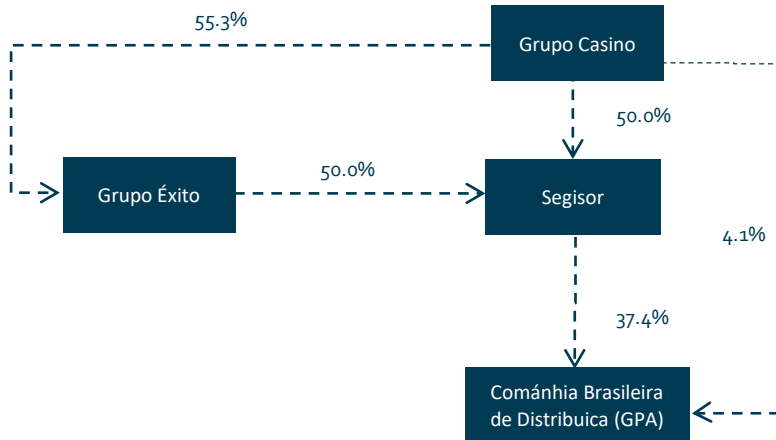 55.3%
Grupo Casino
50.0%
Grupo Éxito
50.0%
Segisor
4.1%
37.4%
Cománhia Brasileira
de Distribuica (GPA)